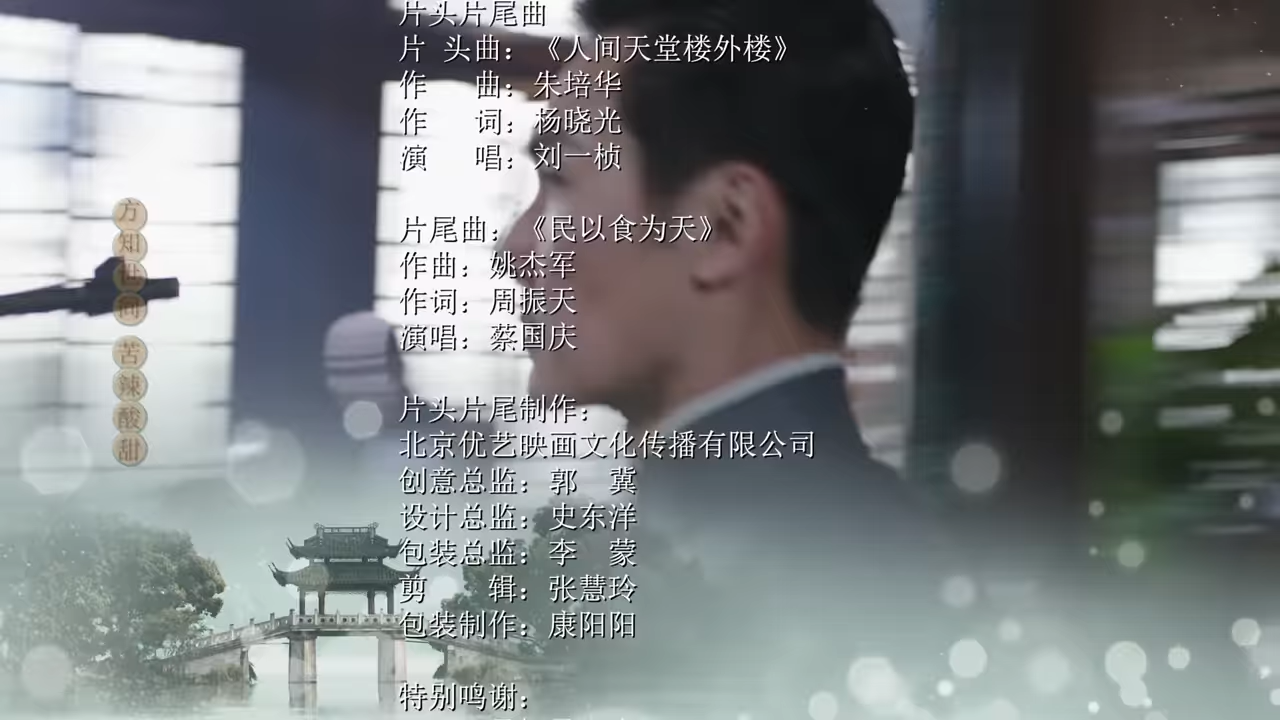 片头片尾曲
片 头曲：《人间天堂楼外楼》
作 曲：朱培华
作 词：杨晓光
演 唱：刘一桢
片尾曲：《民以食为天》
作曲：姚杰军
作词：周振天
演唱：蔡国庆
片头片尾制作：
北京优艺映画文化传播有限公司
创意总监：郭 冀
设计总监：史东洋
包装总监：李 蒙
剪 辑：张慧玲
包装制作：康阳阳
特别鸣谢：
方知世间
苦辣酸甜